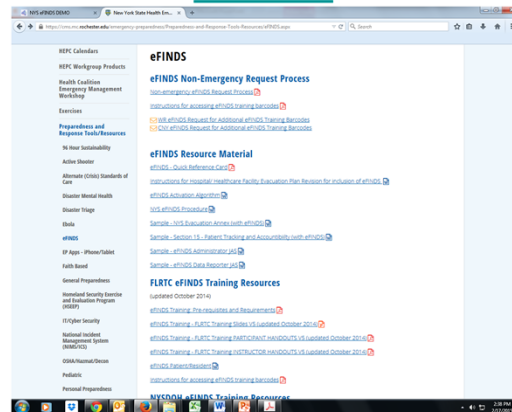 NYS eFINDS DEMO
New York State Health Em...
https://cms.mc.rochester.edu/emergency-preparedness/Preparedness-and-Response-Tools-Resources/eFINDS.aspx
Search
HEPC Calendars
HEPC Workgroup Products
Health Coalition
Emergency Management
Workshop
Exercises
Preparedness and
Response Tools/Resources
96 Hour Sustainability
Active Shooter
Alternate (Crisis) Standards of
Care
Disaster Mental Health
Disaster Triage
Ebola
eFINDS
EP Apps - iPhone/Tablet
Faith Based
General Preparedness
Homeland Security Exercise
and Evaluation Program
(HSEEP)
IT/Cyber Security
National Incident
Management System
(NIMS/ICS)
OSHA/Hazmat/Decon
Pediatric
Personal Preparedness
eFINDS
eFINDS Non-Emergency Request Process
Non-emergency eFINDS Request Process
Instructions for accessing eFINDS training barcodes
WR eFINDS Request for Additional eFINDS Training Barcodes
CNY eFINDS Request for Additional eFINDS Training Barcodes
eFINDS Resource Material
eFINDS - Quick Reference Card
Instructions for Hospital/ Healthcare Facility Evacuation Plan Revision for inclusion of eFINDS.
eFINDS Activation Algorithm
NYS eFINDS Procedure
Sample - NYS Evacuation Annex (with eFINDS)
Sample - Section 15 - Patient Tracking and Accountibility (with eFINDS)
Sample - eFINDS Administrator JAS
Sample - eFINDS Data Reporter JAS
FLRTC eFINDS Training Resources
(updated October 2014)
eFINDS Training: Pre-requisites and Requirements
eFINDS Training - FLRTC Training Slides V5 (updated October 2014)
eFINDS Training - FLRTC Training PARTICIPANT HANDOUTS V5 (updated October 2014)
eFINDS Training - FLRTC Training INSTRUCTOR HANDOUTS V5 (updated October 2014)
eFINDS Patient/Resident
Instructions for accessing eFINDS training barcodes
NYSDOH eFINDS Training Resources
2:08 PM